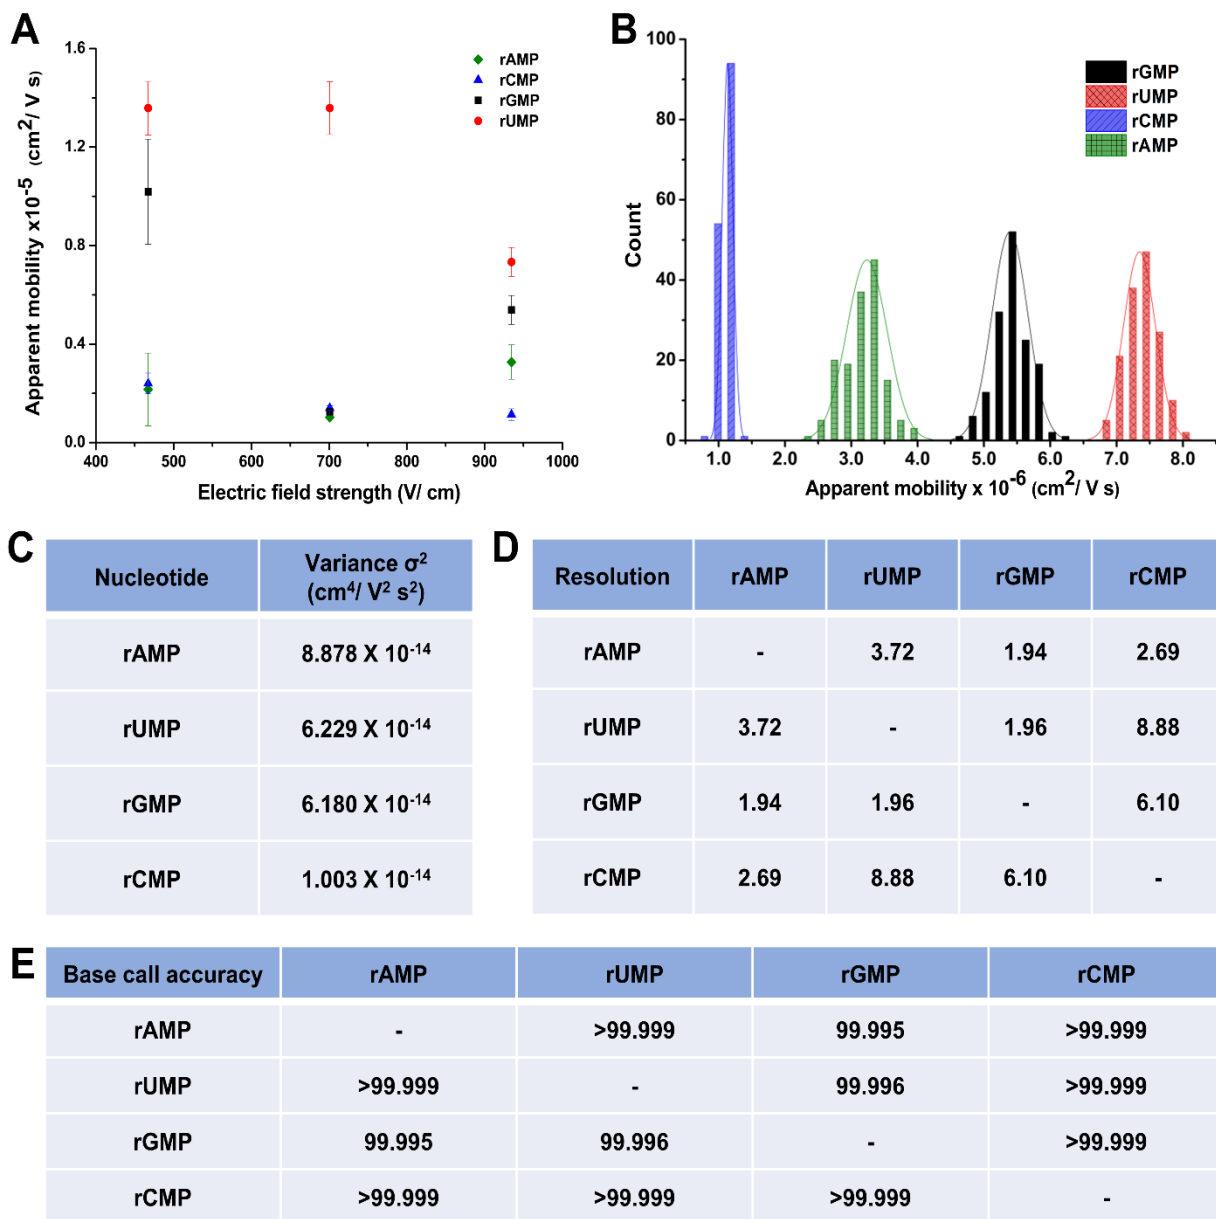 A
1.6
1.2
0.8
0.4
0.0
Apparent mobility x10-5 (cm2/ V s)
400 500 600 700 800 900 1000
Electric field strength (V/ cm)
rAMP
rCMP
rGMP
rUMP
B
100
80
60
40
20
0
Count
1.0 2.0 3.0 4.0 5.0 6.0 7.0 8.0
Apparent mobility x 10-6 (cm2/ V s)
rGMP
rUMP
rCMP
rAMP
C
Nucleotide Variance σ2 
(cm4/ V2 s2)
rAMP 8.878 X 10-14
rUMP 6.229 X 10-14
rGMP 6.180 X 10-14
rCMP 1.003 X 10-14
D
Resolution rAMP rUMP rGMP rCMP
rAMP - 3.72 1.94 2.69
rUMP 3.72 - 1.96 8.88
rGMP 1.94 1.96 - 6.10
rCMP 2.69 8.88 6.10 -
E
Base call accuracy rAMP rUMP rGMP rCMP
rAMP - >99.999 99.995 >99.999
rUMP >99.999 - 99.996 >99.999
rGMP 99.995 99.996 - >99.999
rCMP >99.999 >99.999 >99.999 -